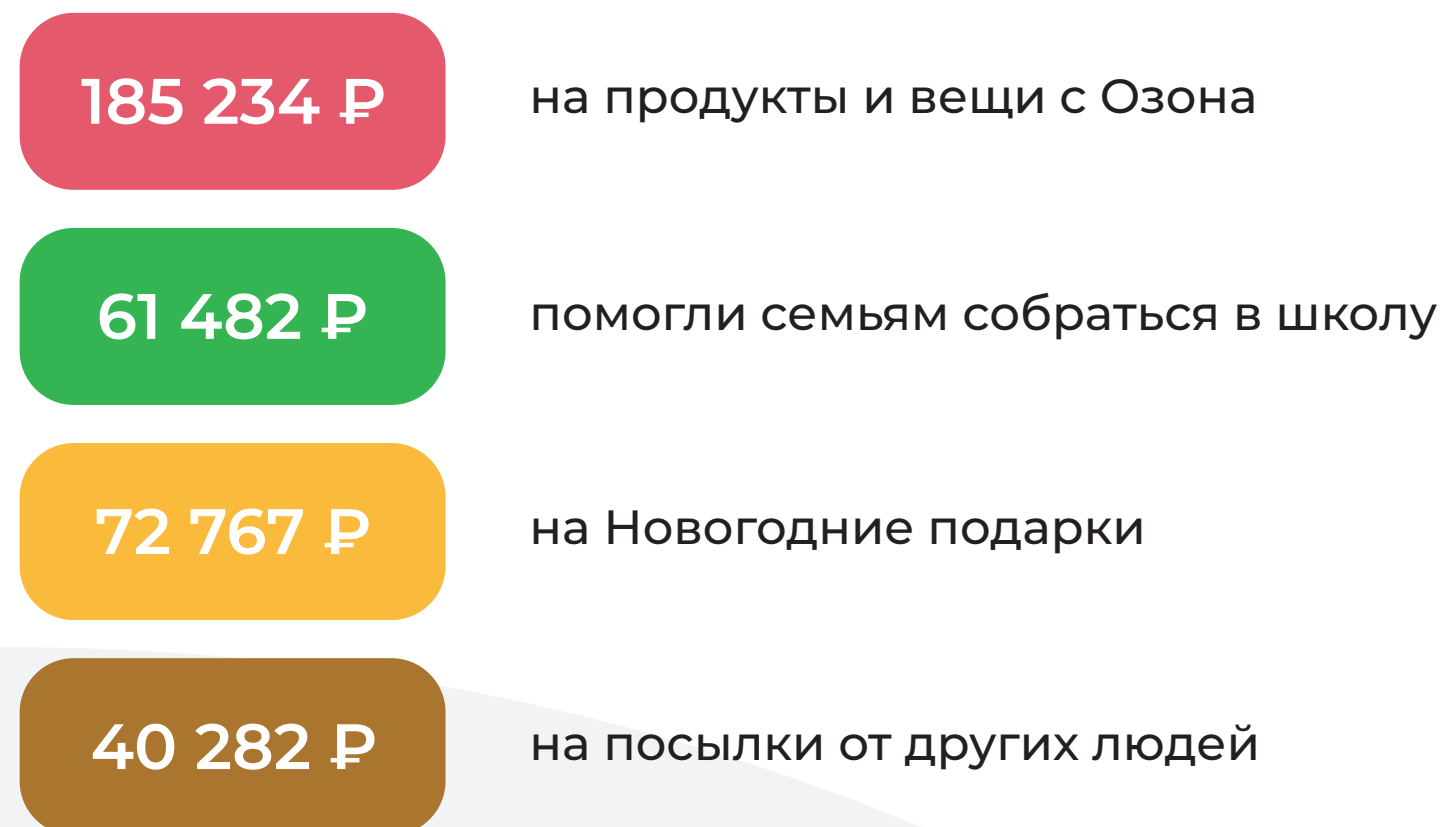 185 234 ₽
на продукты и вещи с Озона
61 482 ₽
помогли семьям собраться в школу
72 767 ₽
на Новогодние подарки
40 282 ₽
на посылки от других людей